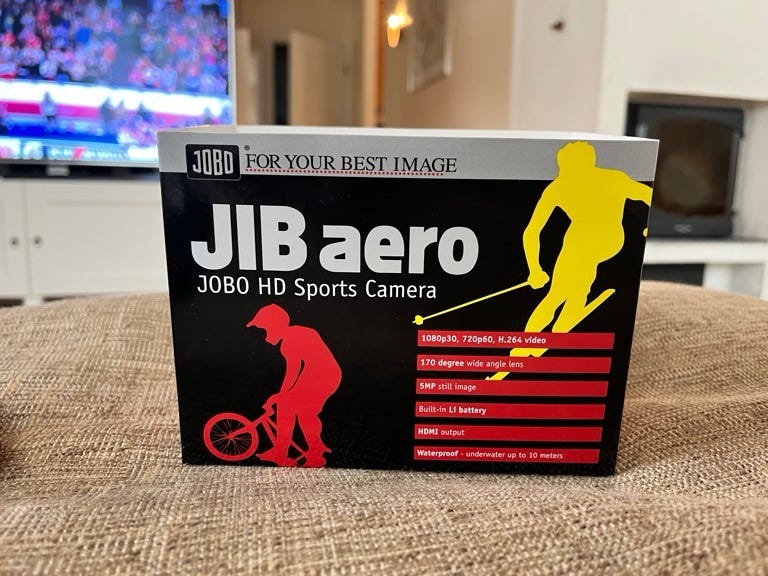 JOBO® FOR YOUR BEST IMAGE
JIB aero
JOBO HD Sports Camera
1080p30, 720p60, H.264 video
170 degree wide angle lens
5MP still image
Built-in LI battery
HDMI output
Waterproof - underwater up to 10 meters